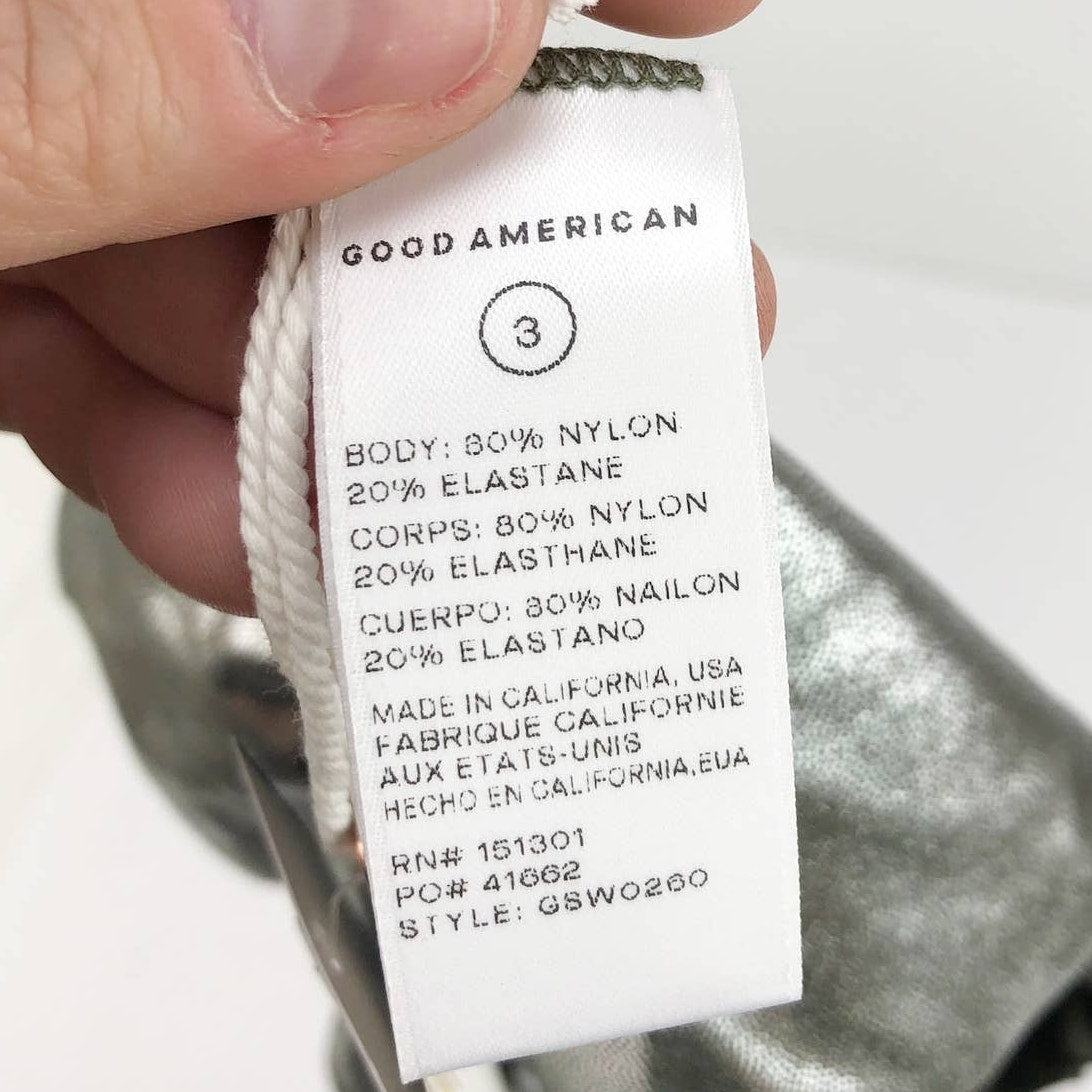 GOOD AMERICAN
3
BODY: 80% NYLON
20% ELASTANE
CORPS: 80% NYLON
20% ELASTHANE
CUERPO: 80% NAILON
20% ELASTANO
MADE IN CALIFORNIA, USA
FABRIQUE CALIFORNIE
AUX ETATS-UNIS
HECHO EN CALIFORNIA,EUA
RN# 151301
PO# 41662
STYLE: GSW0260